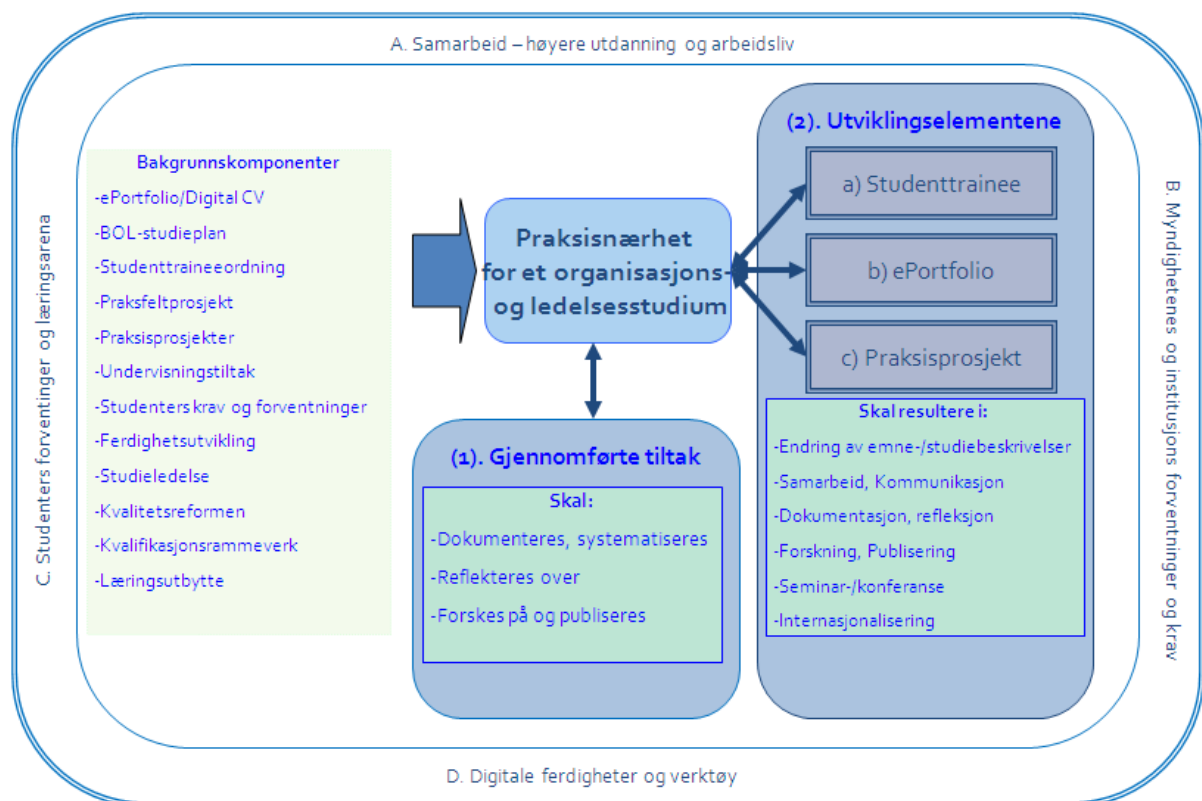 A. Samarbeid – høyere utdanning og arbeidsliv
C. Studenters forventinger og læringsarena
Bakgrunnskomponenter
-ePortfolio/Digital CV
-BOL-studieplan
-Studenttraineeordning
-Praksfeltprosjekt
-Praksisprosjekter
-Undervisningstiltak
-Studenters krav og forventninger
-Ferdighetsutvikling
-Studieledelse
-Kvalitetsreformen
-Kvalifikasjonsrammeverk
-Læringsutbytte
Praksisnærhet
for et organisasjons-
og ledelsesstudium
(1). Gjennomførte tiltak
Skal:
-Dokumenteres, systematiseres
-Reflekteres over
-Forskes på og publiseres
(2). Utviklingselementene
a) Studenttrainee
b) ePortfolio
c) Praksisprosjekt
Skal resultere i:
-Endring av emne-/studiebeskrivelser
-Samarbeid, Kommunikasjon
-Dokumentasjon, refleksjon
-Forskning, Publisering
-Seminar-/konferanse
-Internasjonalisering
B. Myndighetenes og institusjons forventninger og krav
D. Digitale ferdigheter og verktøy